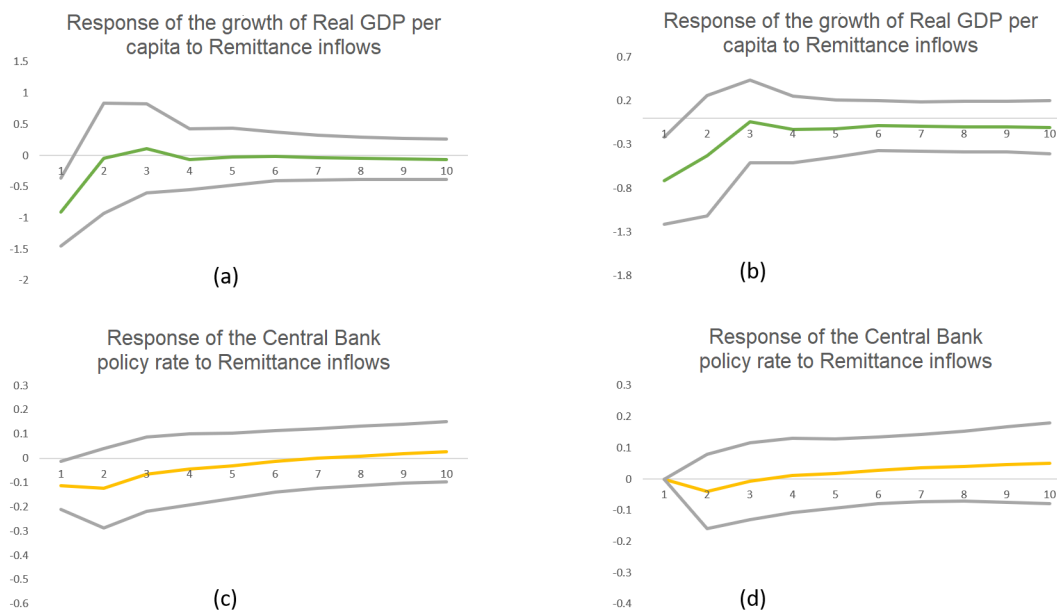 Response of the growth of Real GDP per
capita to Remittance inflows
1.5
1
0.5
0
-0.5
-1
-1.5
-2
1 2 3 4 5 6 7 8 9 10
(a)
Response of the growth of Real GDP per
capita to Remittance inflows
0.7
0.2
-0.3
-0.8
-1.3
-1.8
1 2 3 4 5 6 7 8 9 10
(b)
Response of the Central Bank
policy rate to Remittance inflows
0.3
0.2
0.1
0
-0.1
-0.2
-0.3
-0.4
-0.5
-0.6
1 2 3 4 5 6 7 8 9 10
(c)
Response of the Central Bank
policy rate to Remittance inflows
0.3
0.2
0.1
0
-0.1
-0.2
-0.3
-0.4
1 2 3 4 5 6 7 8 9 10
(d)